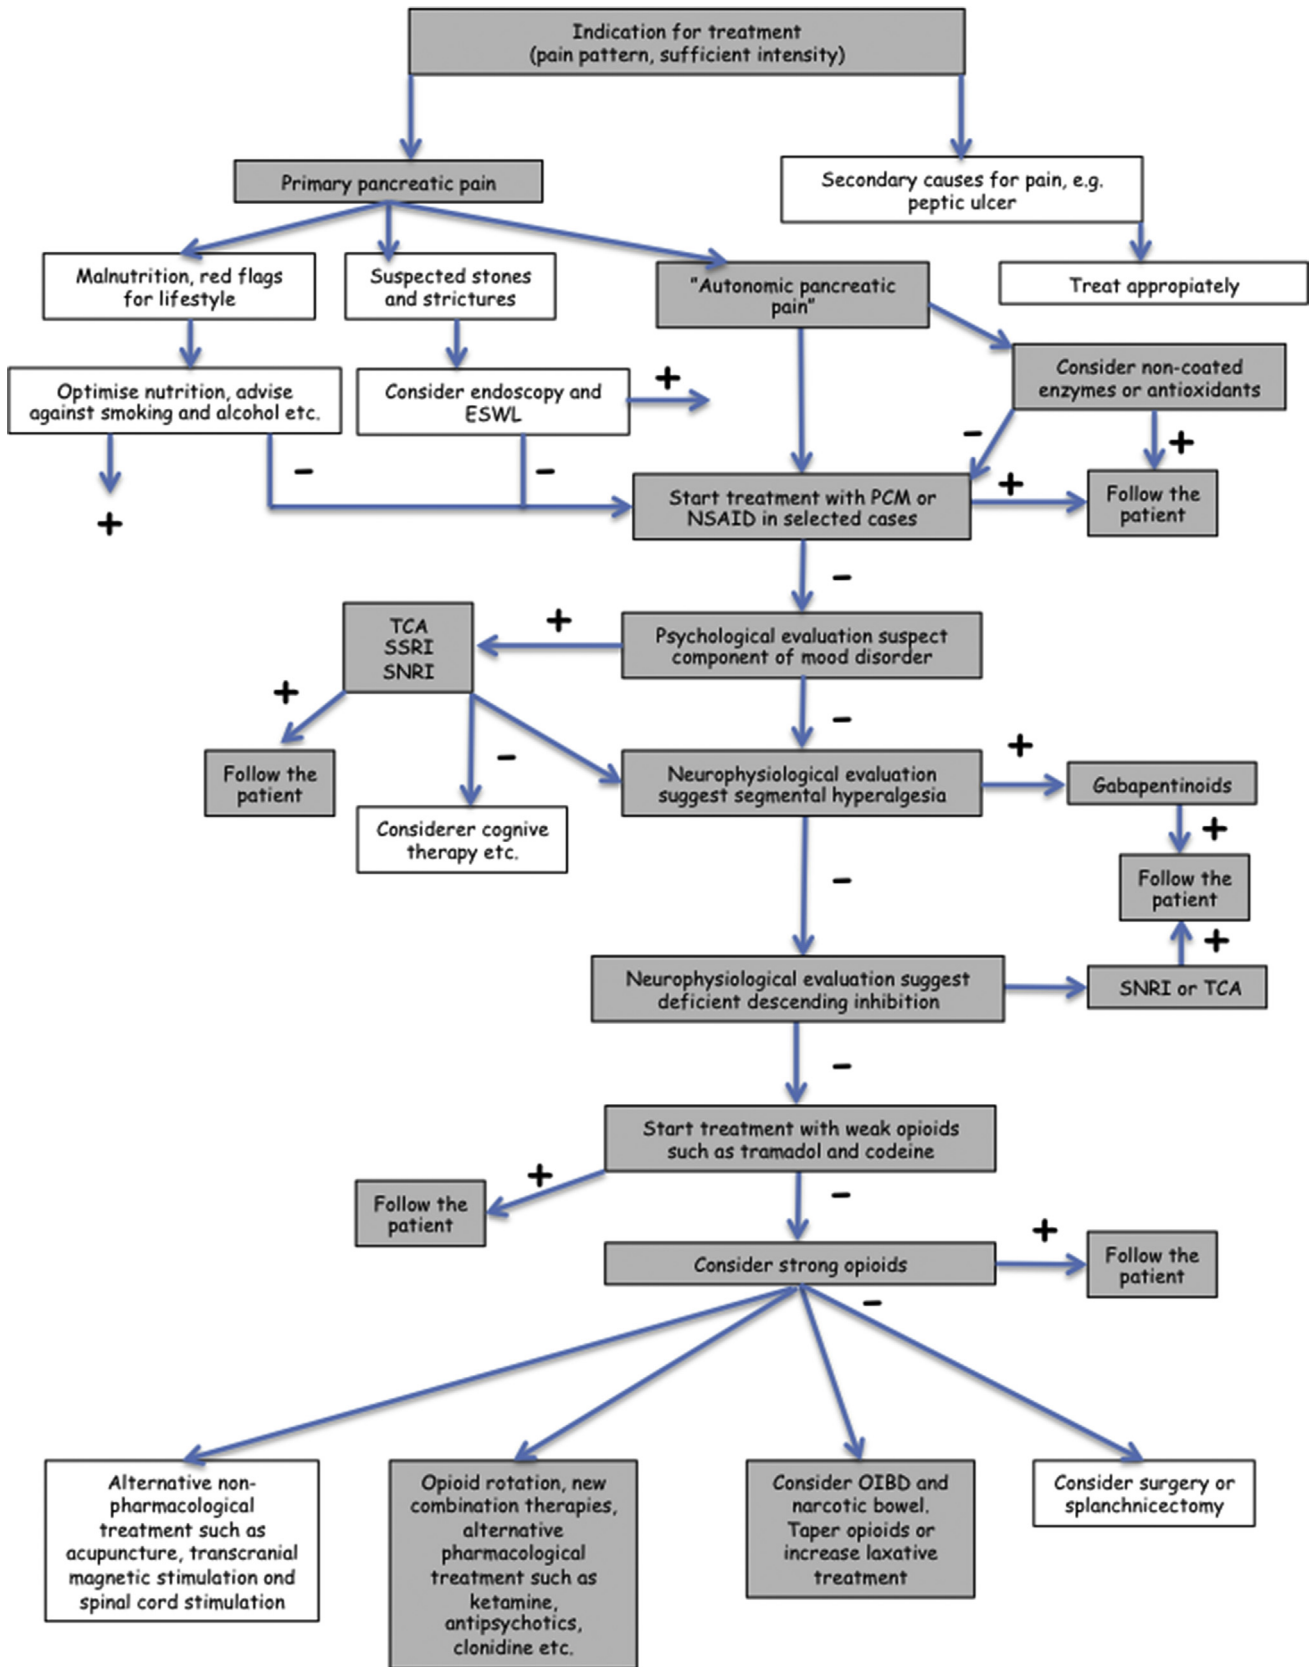 Indication for treatment
(pain pattern, sufficient intensity)
Primary pancreatic pain
Secondary causes for pain, e.g.
peptic ulcer
Malnutrition, red flags
for lifestyle
Suspected stones
and strictures
"Autonomic pancreatic
pain"
Treat appropiately
Optimise nutrition, advise
against smoking and alcohol etc.
Consider endoscopy and
ESWL
+
Consider non-coated
enzymes or antioxidants
-
-
-
+
+
Start treatment with PCM or
NSAID in selected cases
+
Follow the
patient
-
TCA
SSRI
SNRI
+
Psychological evaluation suspect
component of mood disorder
+
-
Follow the
patient
-
Considerer cognive
therapy etc.
Neurophysiological evaluation
suggest segmental hyperalgesia
+
Gabapentinoids
+
-
Follow the
patient
+
Neurophysiological evaluation suggest
deficient descending inhibition
SNRI or TCA
-
Start treatment with weak opioids
such as tramadol and codeine
+
-
Follow the
patient
Consider strong opioids
+
Follow the
patient
-
Alternative non-
pharmacological
treatment such as
acupuncture, transcranial
magnetic stimulation ond
spinal cord stimulation
Opioid rotation, new
combination therapies,
alternative
pharmacological
treatment such as
ketamine,
antipsychotics,
clonidine etc.
Consider OIBD and
narcotic bowel.
Taper opioids or
increase laxative
treatment
Consider surgery or
splanchnicectomy